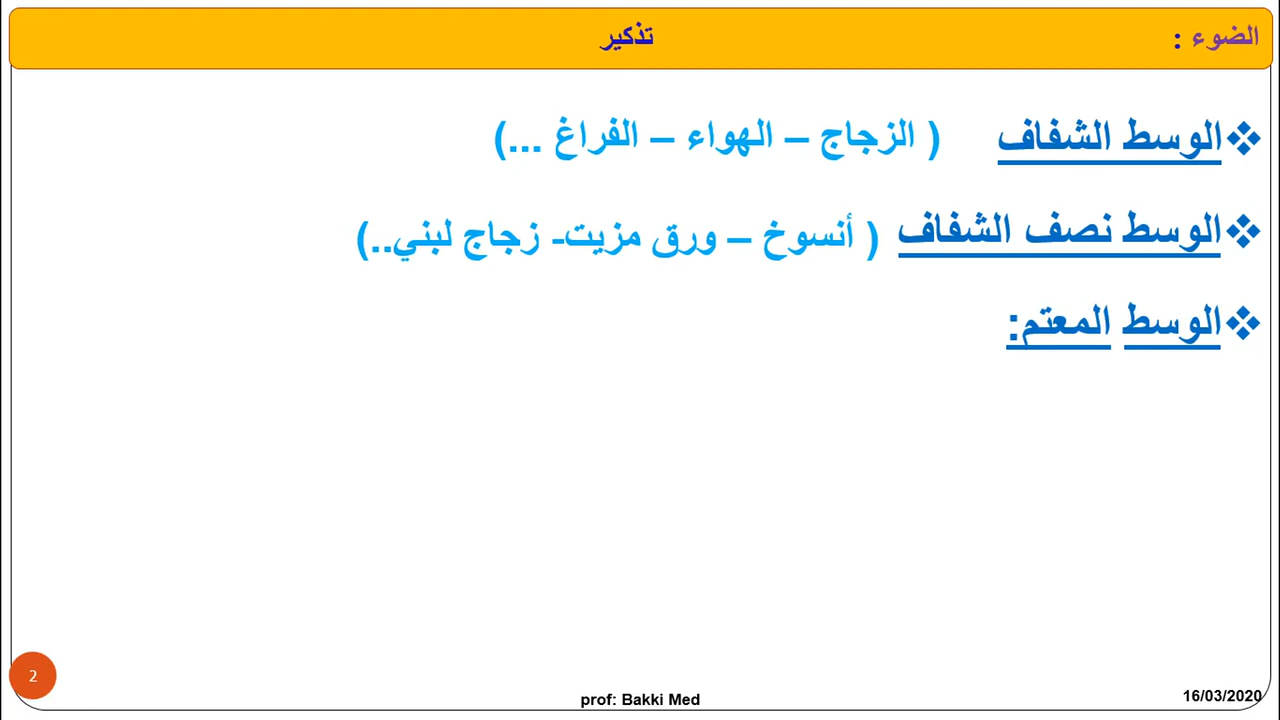 الضوء :
تذكير
❖الوسط الشفاف ( الزجاج – الهواء – الفراغ ...)
❖الوسط نصف الشفاف ( أنسوخ – ورق مزيت- زجاج لبني..)
❖الوسط المعتم:
2
prof: Bakki Med
16/03/2020